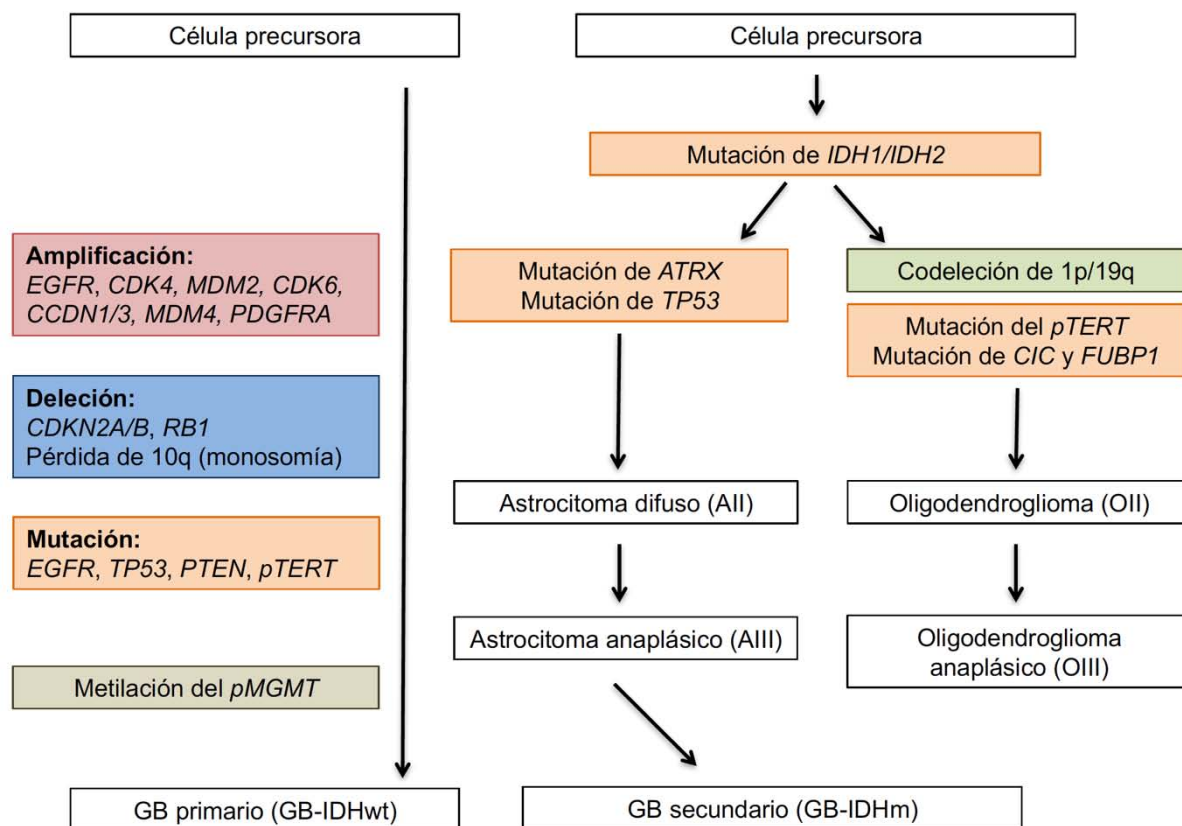 Célula precursora
Célula precursora
Mutación de IDH1/IDH2
Amplificación:
EGFR, CDK4, MDM2, CDK6,
CCDN1/3, MDM4, PDGFRA
Mutación de ATRX
Mutación de TP53
Codeleción de 1p/19q
Mutación del pTERT
Mutación de CIC y FUBP1
Deleción:
CDKN2A/B, RB1
Pérdida de 10q (monosomía)
Astrocitoma difuso (AII)
Oligodendroglioma (OII)
Mutación:
EGFR, TP53, PTEN, pTERT
Astrocitoma anaplásico (AIII)
Oligodendroglioma
anaplásico (OIII)
Metilación del pMGMT
GB primario (GB-IDHwt)
GB secundario (GB-IDHm)